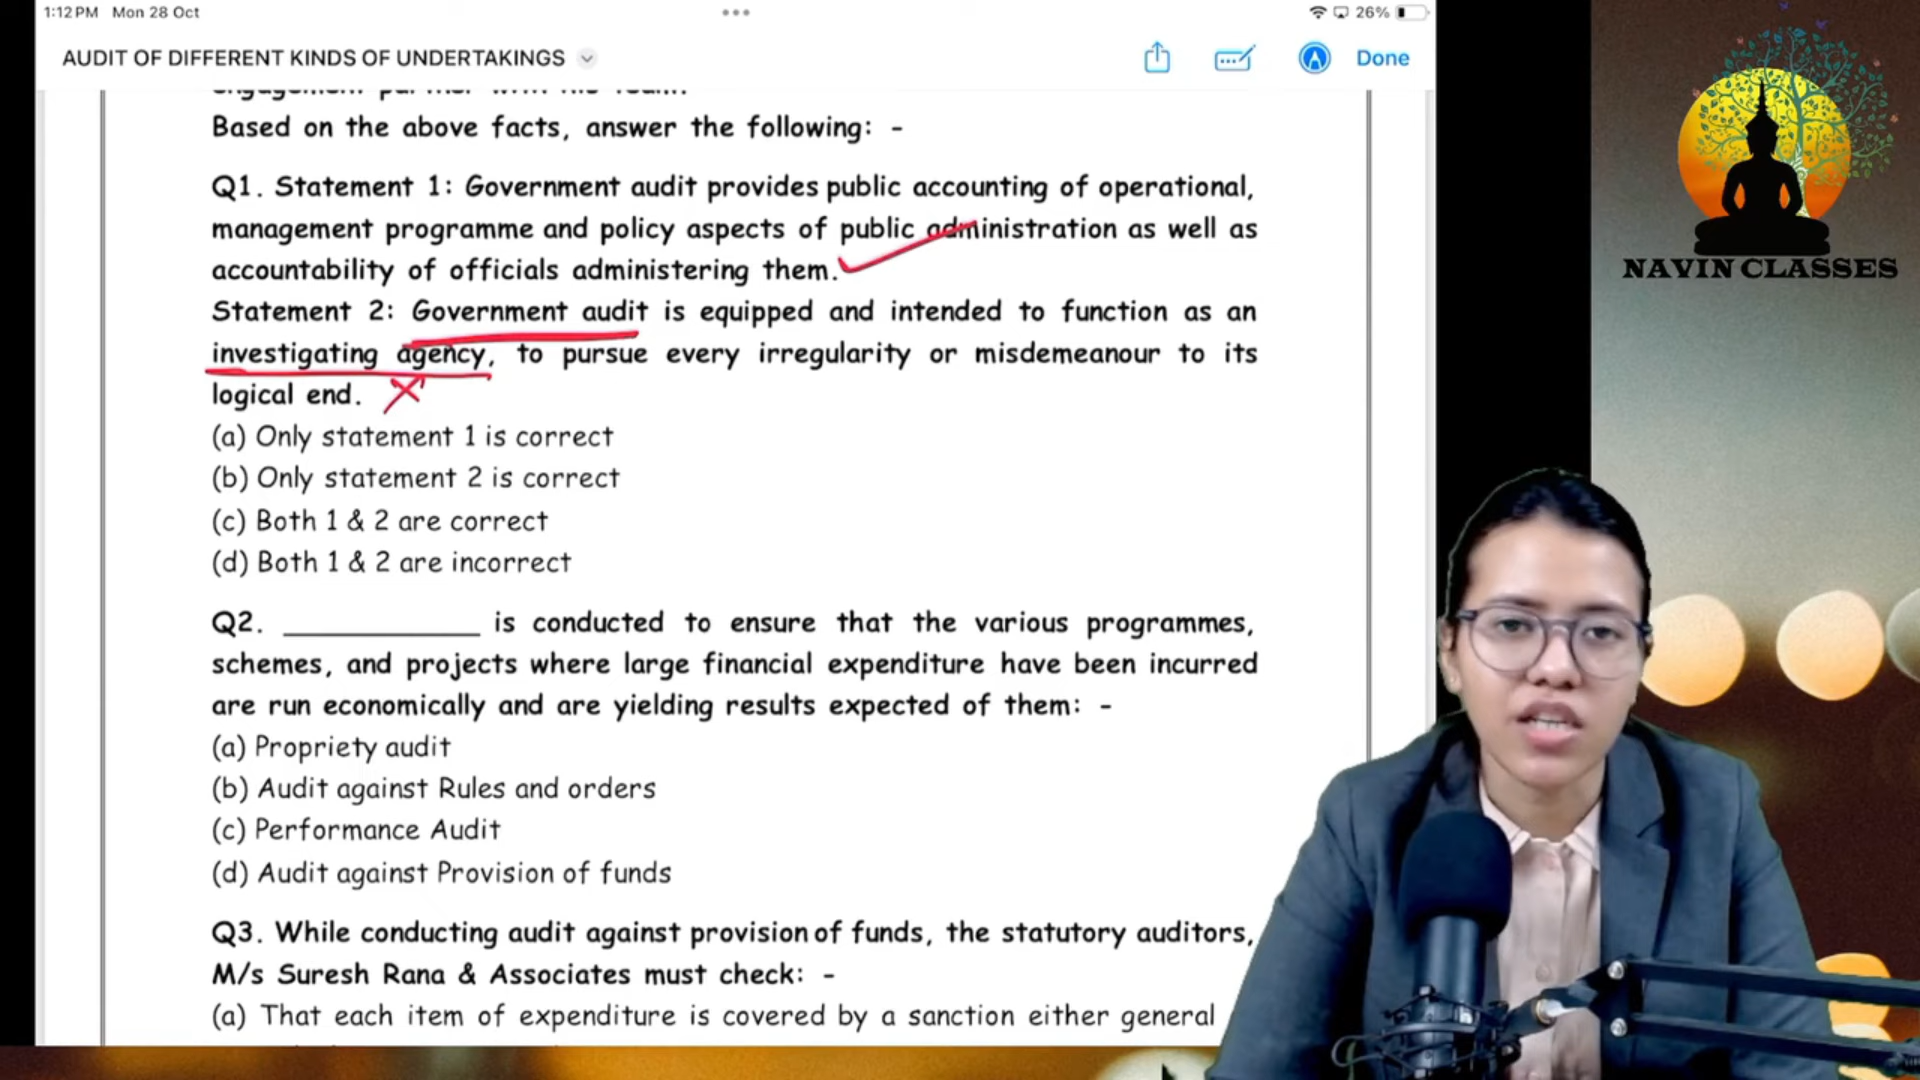 1:12 PM Mon 28 Oct
26%
AUDIT OF DIFFERENT KINDS OF UNDERTAKINGS
Done
NAVIN CLASSES
engagement partner with his team.
Based on the above facts, answer the following: -
Q1. Statement 1: Government audit provides public accounting of operational,
management programme and policy aspects of public administration as well as
accountability of officials administering them.
Statement 2: Government audit is equipped and intended to function as an
investigating agency, to pursue every irregularity or misdemeanour to its
logical end.
(a) Only statement 1 is correct
(b) Only statement 2 is correct
(c) Both 1 & 2 are correct
(d) Both 1 & 2 are incorrect
Q2. ____________ is conducted to ensure that the various programmes,
schemes, and projects where large financial expenditure have been incurred
are run economically and are yielding results expected of them: -
(a) Propriety audit
(b) Audit against Rules and orders
(c) Performance Audit
(d) Audit against Provision of funds
Q3. While conducting audit against provision of funds, the statutory auditors,
M/s Suresh Rana & Associates must check: -
(a) That each item of expenditure is covered by a sanction either general